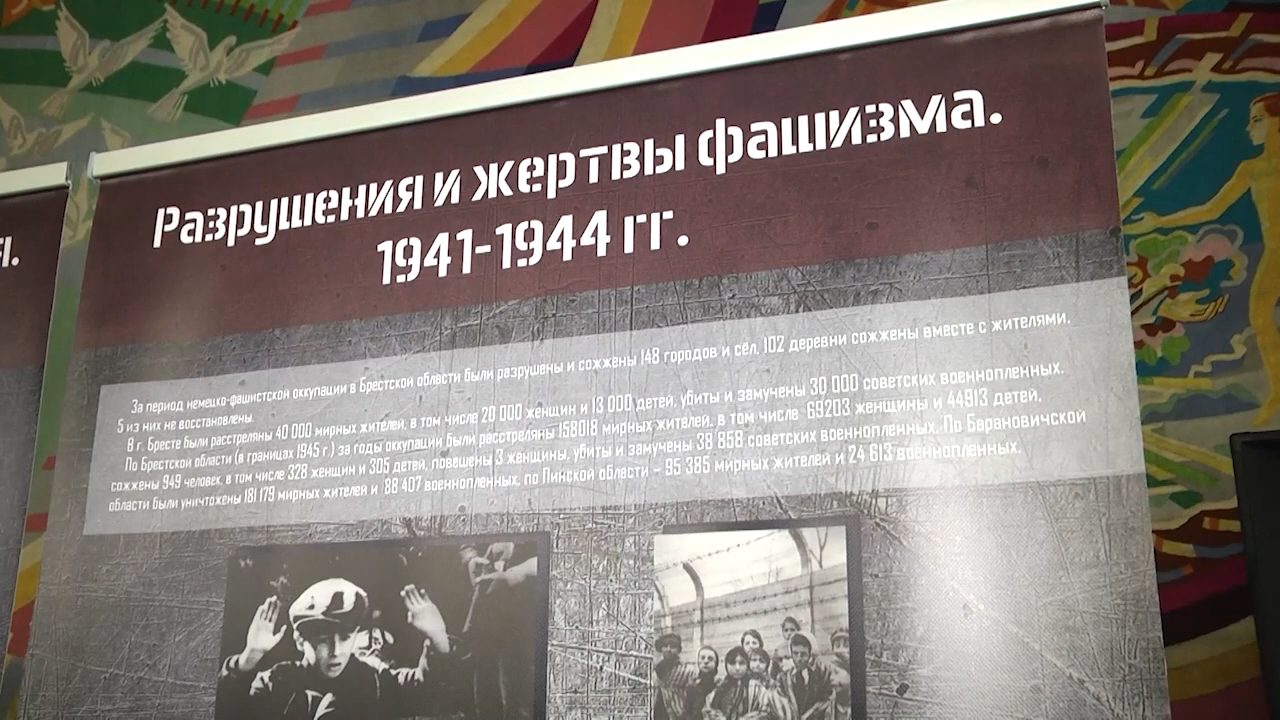 Разрушения и жертвы фашизма.
1941-1944 гг.
За период немецко-фашистской оккупации в Брестской области были разрушены и сожжены 148 городов и сёл. 102 деревни сожжены вместе с жителями,
5 из них не восстановлены.
В г. Бресте были расстреляны 40 000 мирных жителей, в том числе 20 000 женщин и 13 000 детей, убиты и замучены 30 000 советских военнопленных.
По Брестской области (в границах 1945 г.) за годы оккупации были расстреляны 158018 мирных жителей, в том числе 69203 женщины и 44913 детей,
сожжены 949 человек, в том числе 328 женщин и 305 детей, повешены 3 женщины, убиты и замучены 38 858 советских военнопленных. По Барановичской
области были уничтожены 181 179 мирных жителей и 88 407 военнопленных, по Пинской области – 95 385 мирных жителей и 24 613 военнопленных.